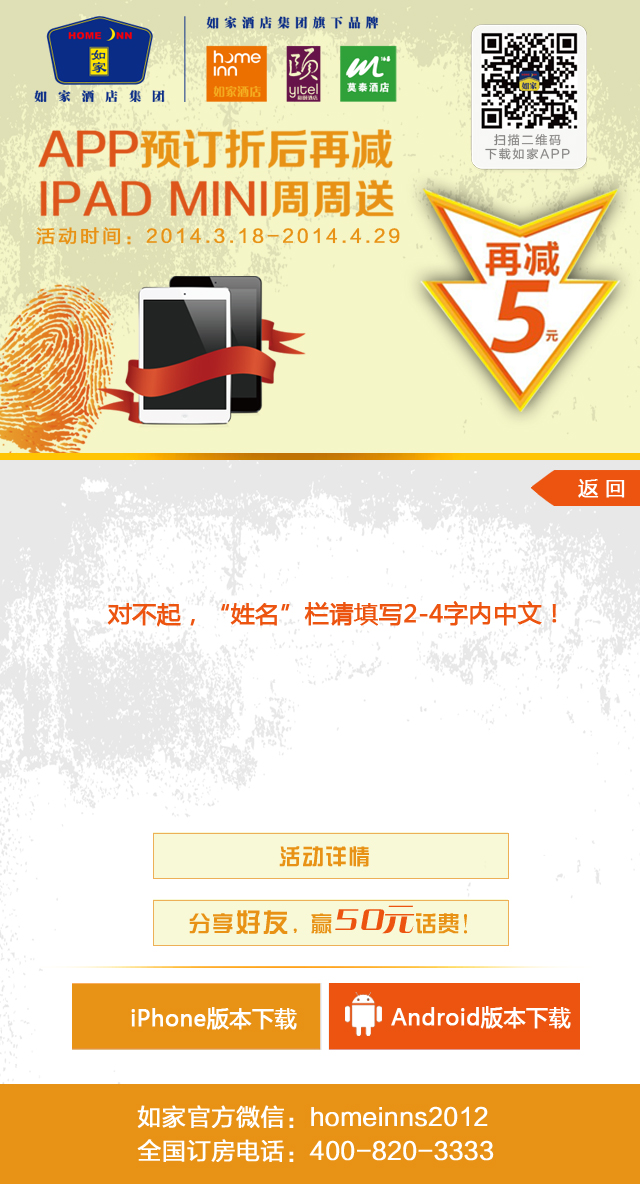 HOME INN
如家
如家酒店集团
如家酒店集团旗下品牌
home
inn
如家酒店
頤
yitel
莫泰酒店
扫描二维码
下载如家APP
如家
APP预订折后再减
IPAD MINI周周送
活动时间：2014.3.18-2014.4.29
再减
5元
返回
对不起，“姓名”栏请填写2-4字内中文！
活动详情
分享好友，赢50元话费！
iPhone版本下载
Android版本下载
如家官方微信：homeinns2012
全国订房电话：400-820-3333